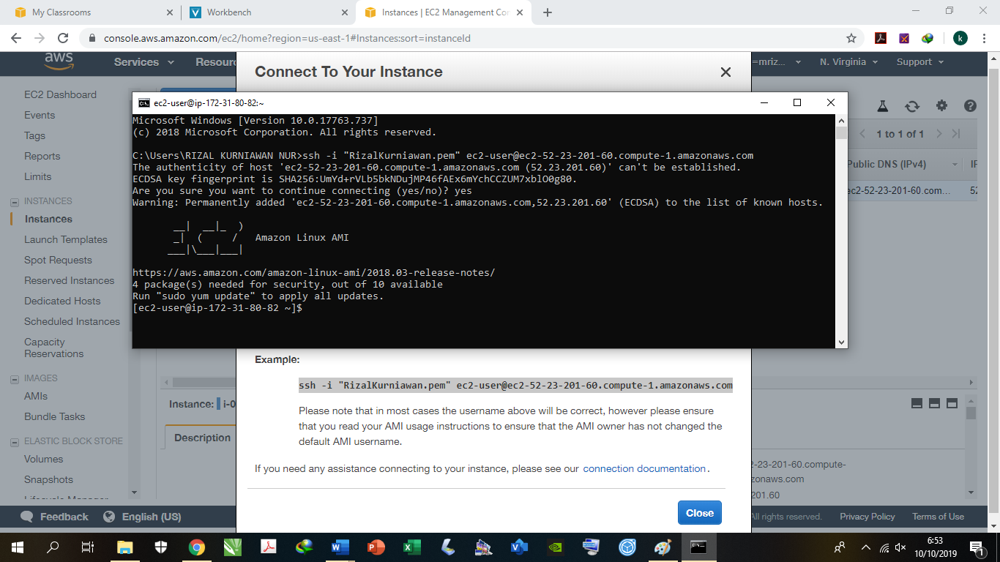 My Classrooms
Workbench
Instances | EC2 Management Con
console.aws.amazon.com/ec2/home?region=us-east-1#Instances:sort=instanceId
k
aws
Services
Resour
=mriz...
N. Virginia
Support
Connect To Your Instance
EC2 Dashboard
Events
Tags
Reports
Limits
INSTANCES
Instances
Launch Templates
Spot Requests
Reserved Instances
Dedicated Hosts
Scheduled Instances
Capacity
Reservations
IMAGES
AMIs
Bundle Tasks
ELASTIC BLOCK STORE
Volumes
Snapshots
Lifecycle Manager
1 to 1 of 1
Public DNS (IPv4)
IP
ec2-52-23-201-60.com...
52
ec2-user@ip-172-31-80-82:~
Microsoft Windows [Version 10.0.17763.737]
(c) 2018 Microsoft Corporation. All rights reserved.
C:\Users\RIZAL KURNIAWAN NUR>ssh -i "RizalKurniawan.pem" ec2-user@ec2-52-23-201-60.compute-1.amazonaws.com
The authenticity of host 'ec2-52-23-201-60.compute-1.amazonaws.com (52.23.201.60)' can't be established.
ECDSA key fingerprint is SHA256:UmYd+rVLb5bkNDujMP46fAEx6mYchCCZUM7xblO0g80.
Are you sure you want to continue connecting (yes/no)? yes
Warning: Permanently added 'ec2-52-23-201-60.compute-1.amazonaws.com,52.23.201.60' (ECDSA) to the list of known hosts.
__|  __|_  )
_|  (     /   Amazon Linux AMI
___|\___|___|
https://aws.amazon.com/amazon-linux-ami/2018.03-release-notes/
4 package(s) needed for security, out of 10 available
Run "sudo yum update" to apply all updates.
[ec2-user@ip-172-31-80-82 ~]$
Example:
ssh -i "RizalKurniawan.pem" ec2-user@ec2-52-23-201-60.compute-1.amazonaws.com
Please note that in most cases the username above will be correct, however please ensure
that you read your AMI usage instructions to ensure that the AMI owner has not changed the
default AMI username.
If you need any assistance connecting to your instance, please see our connection documentation.
Close
Instance: i-0
Description
2-23-201-60.compute-
zonaws.com
201.60
Feedback
English (US)
All rights reserved.
Privacy Policy
Terms of Use
6:53
10/10/2019
1